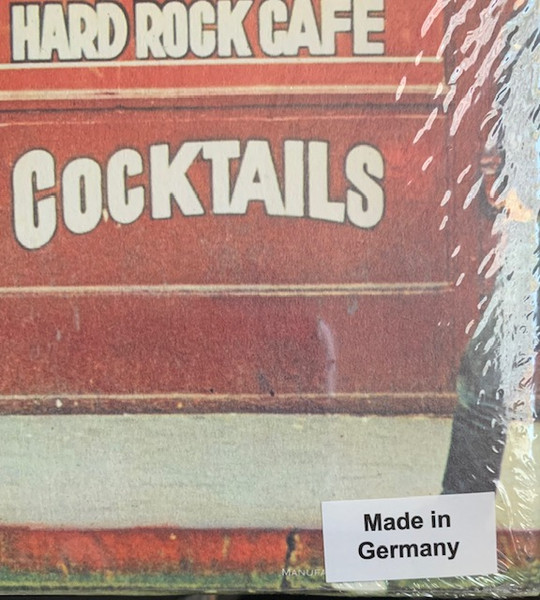 HARD ROCK CAFE
COCKTAILS
Made in
Germany